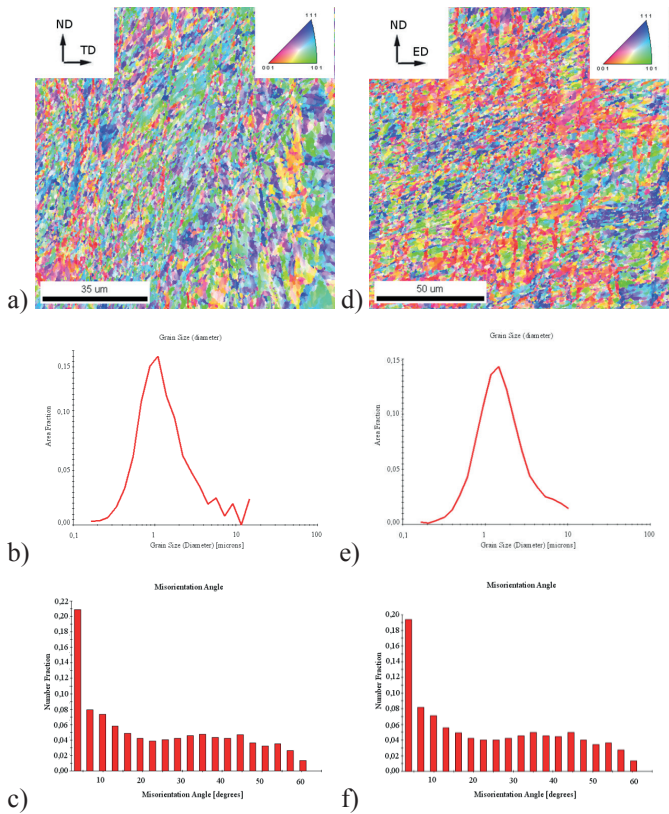 ND
TD
111
001
101
35 um
a)
ND
ED
111
001
101
50 um
d)
Grain Size (diameter)
Area Fraction
0,15
0,10
0,05
0,00
0,1
1
10
100
Grain Size (Diameter) [microns]
b)
Grain Size (diameter)
Area Fraction
0,15
0,10
0,05
0,00
0,1
1
10
100
Grain Size (Diameter) [microns]
e)
Misorientation Angle
Number Fraction
0,22
0,20
0,18
0,16
0,14
0,12
0,10
0,08
0,06
0,04
0,02
0,00
10
20
30
40
50
60
Misorientation Angle [degrees]
c)
Misorientation Angle
Number Fraction
0,20
0,18
0,16
0,14
0,12
0,10
0,08
0,06
0,04
0,02
0,00
10
20
30
40
50
60
Misorientation Angle [degrees]
f)